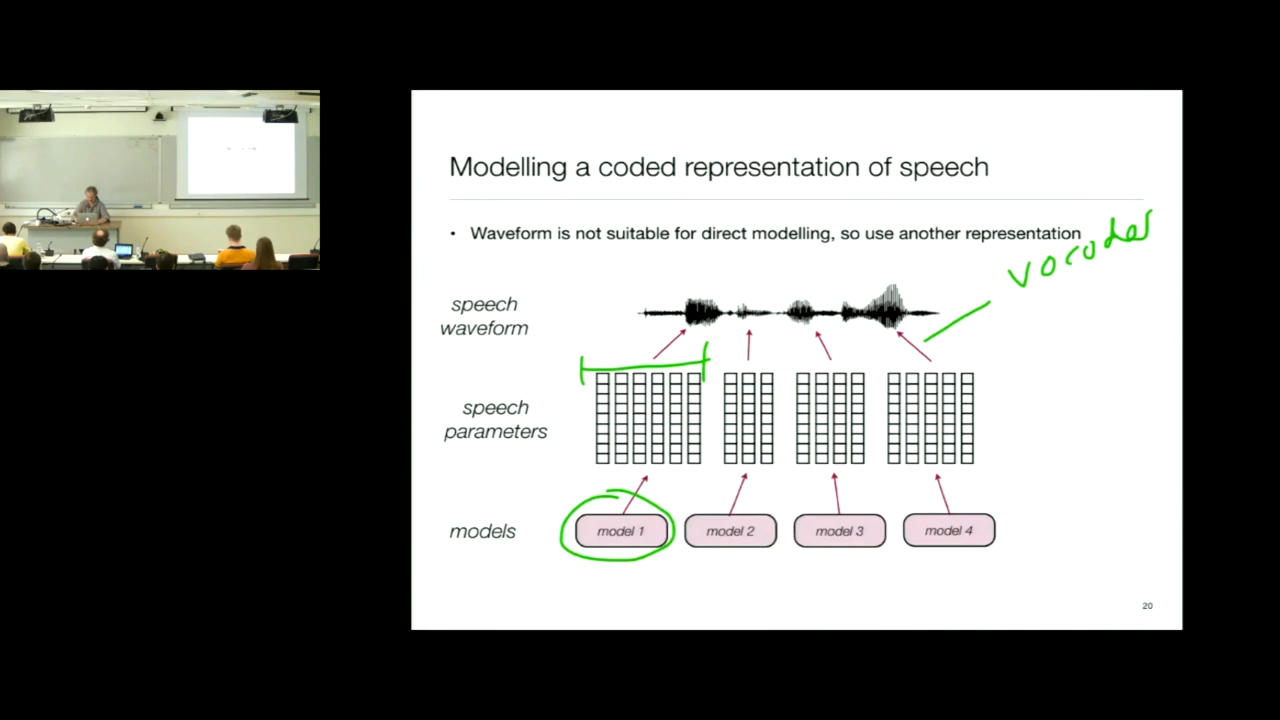 Modelling a coded representation of speech
• Waveform is not suitable for direct modelling, so use another representation
vocoder
speech
waveform
speech
parameters
models
model 1
model 2
model 3
model 4
20